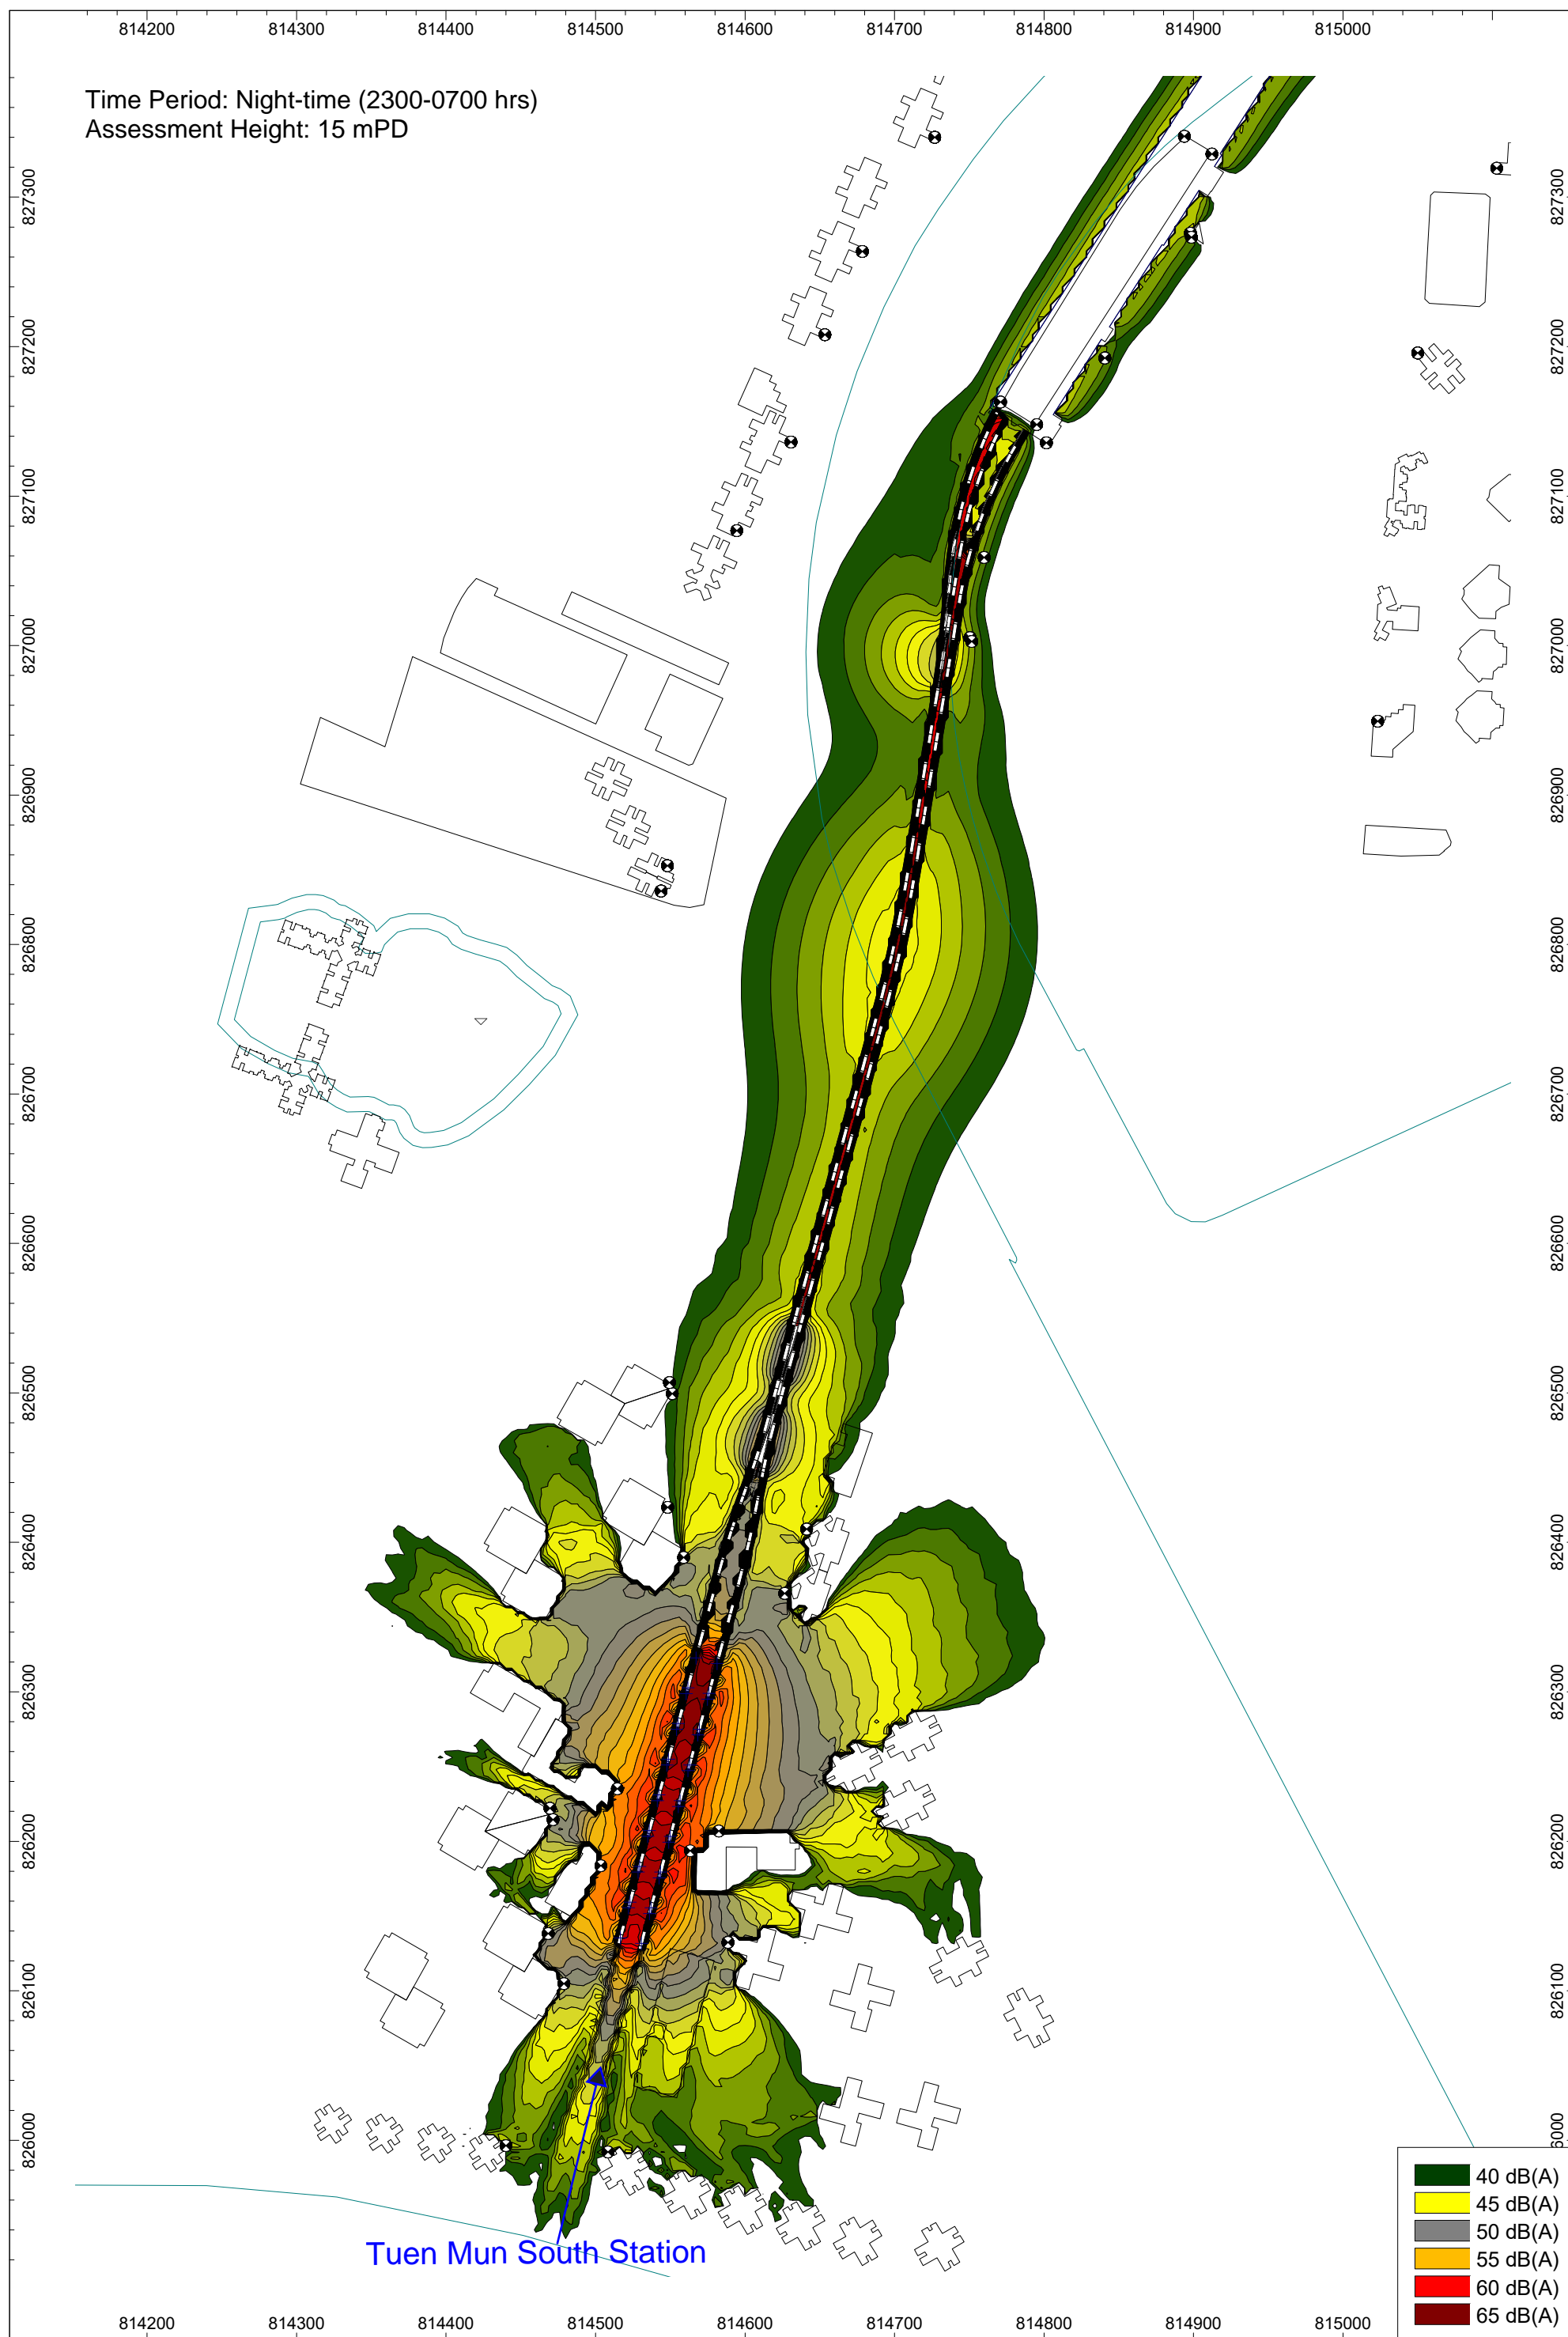 814200 814300 814400 814500 814600 814700 814800 814900 815000
Time Period: Night-time (2300-0700 hrs)
Assessment Height: 15 mPD
827300 827300
827200 827200
827100 827100
827000 827000
826900 826900
826800 826800
826700 826700
826600 826600
826500 826500
826400 826400
826300 826300
826200 826200
826100 826100
826000 6000
Tuen Mun South Station
40 dB(A)
45 dB(A)
50 dB(A)
55 dB(A)
60 dB(A)
65 dB(A)
814200 814300 814400 814500 814600 814700 814800 814900 815000